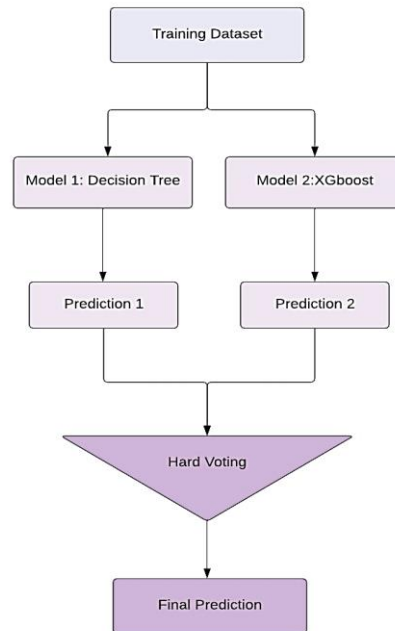 Training Dataset
Model 1: Decision Tree
Model 2:XGboost
Prediction 1
Prediction 2
Hard Voting
Final Prediction